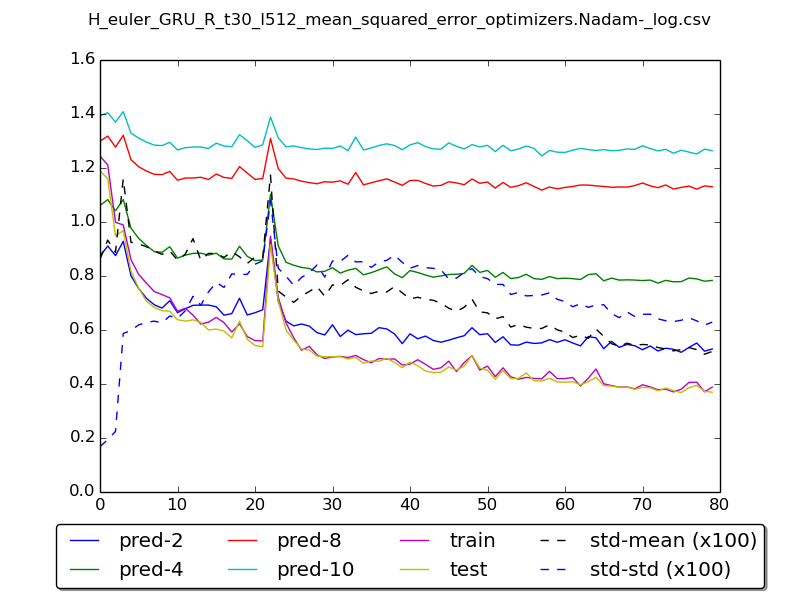 H_euler_GRU_R_t30_l512_mean_squared_error_optimizers.Nadam-_log.csv
1.6
1.4
1.2
1.0
0.8
0.6
0.4
0.2
0.0
0 10 20 30 40 50 60 70 80
pred-2 pred-8 train std-mean (x100)
pred-4 pred-10 test std-std (x100)